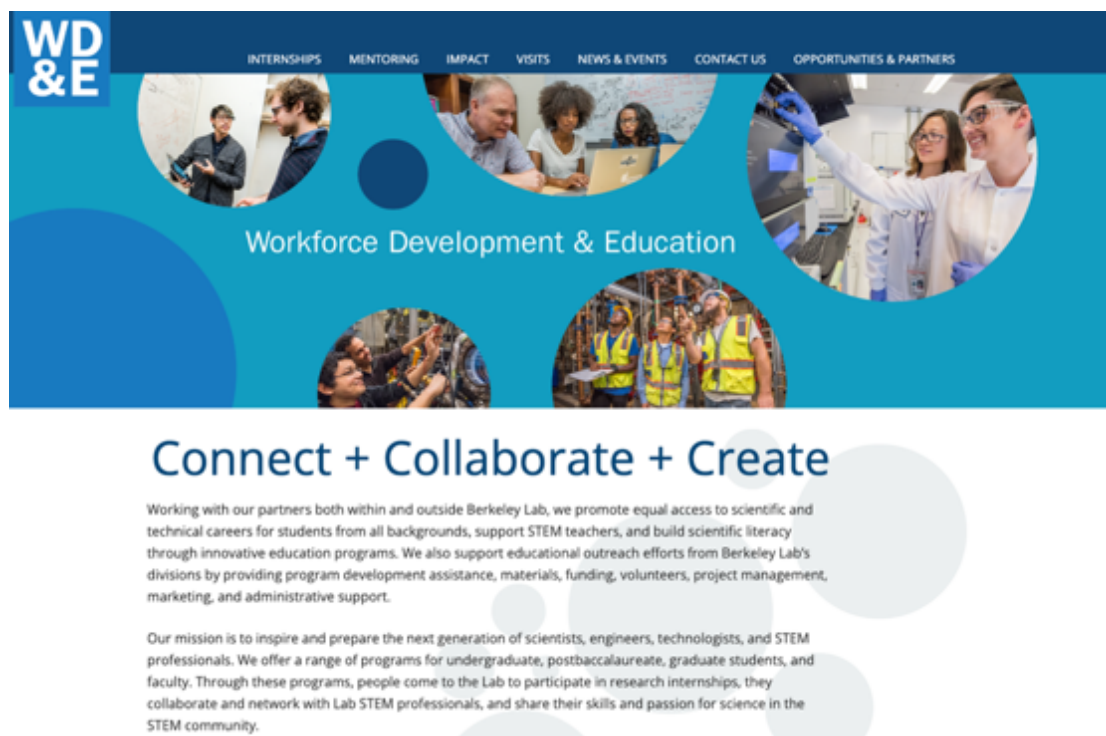 WD
&E
INTERNSHIPS MENTORING IMPACT VISITS NEWS & EVENTS CONTACT US OPPORTUNITIES & PARTNERS
Workforce Development & Education
Connect + Collaborate + Create
Working with our partners both within and outside Berkeley Lab, we promote equal access to scientific and
technical careers for students from all backgrounds, support STEM teachers, and build scientific literacy
through innovative education programs. We also support educational outreach efforts from Berkeley Lab's
divisions by providing program development assistance, materials, funding, volunteers, project management,
marketing, and administrative support.
Our mission is to inspire and prepare the next generation of scientists, engineers, technologists, and STEM
professionals. We offer a range of programs for undergraduate, postbaccalaureate, graduate students, and
faculty. Through these programs, people come to the Lab to participate in research internships, they
collaborate and network with Lab STEM professionals, and share their skills and passion for science in the
STEM community.